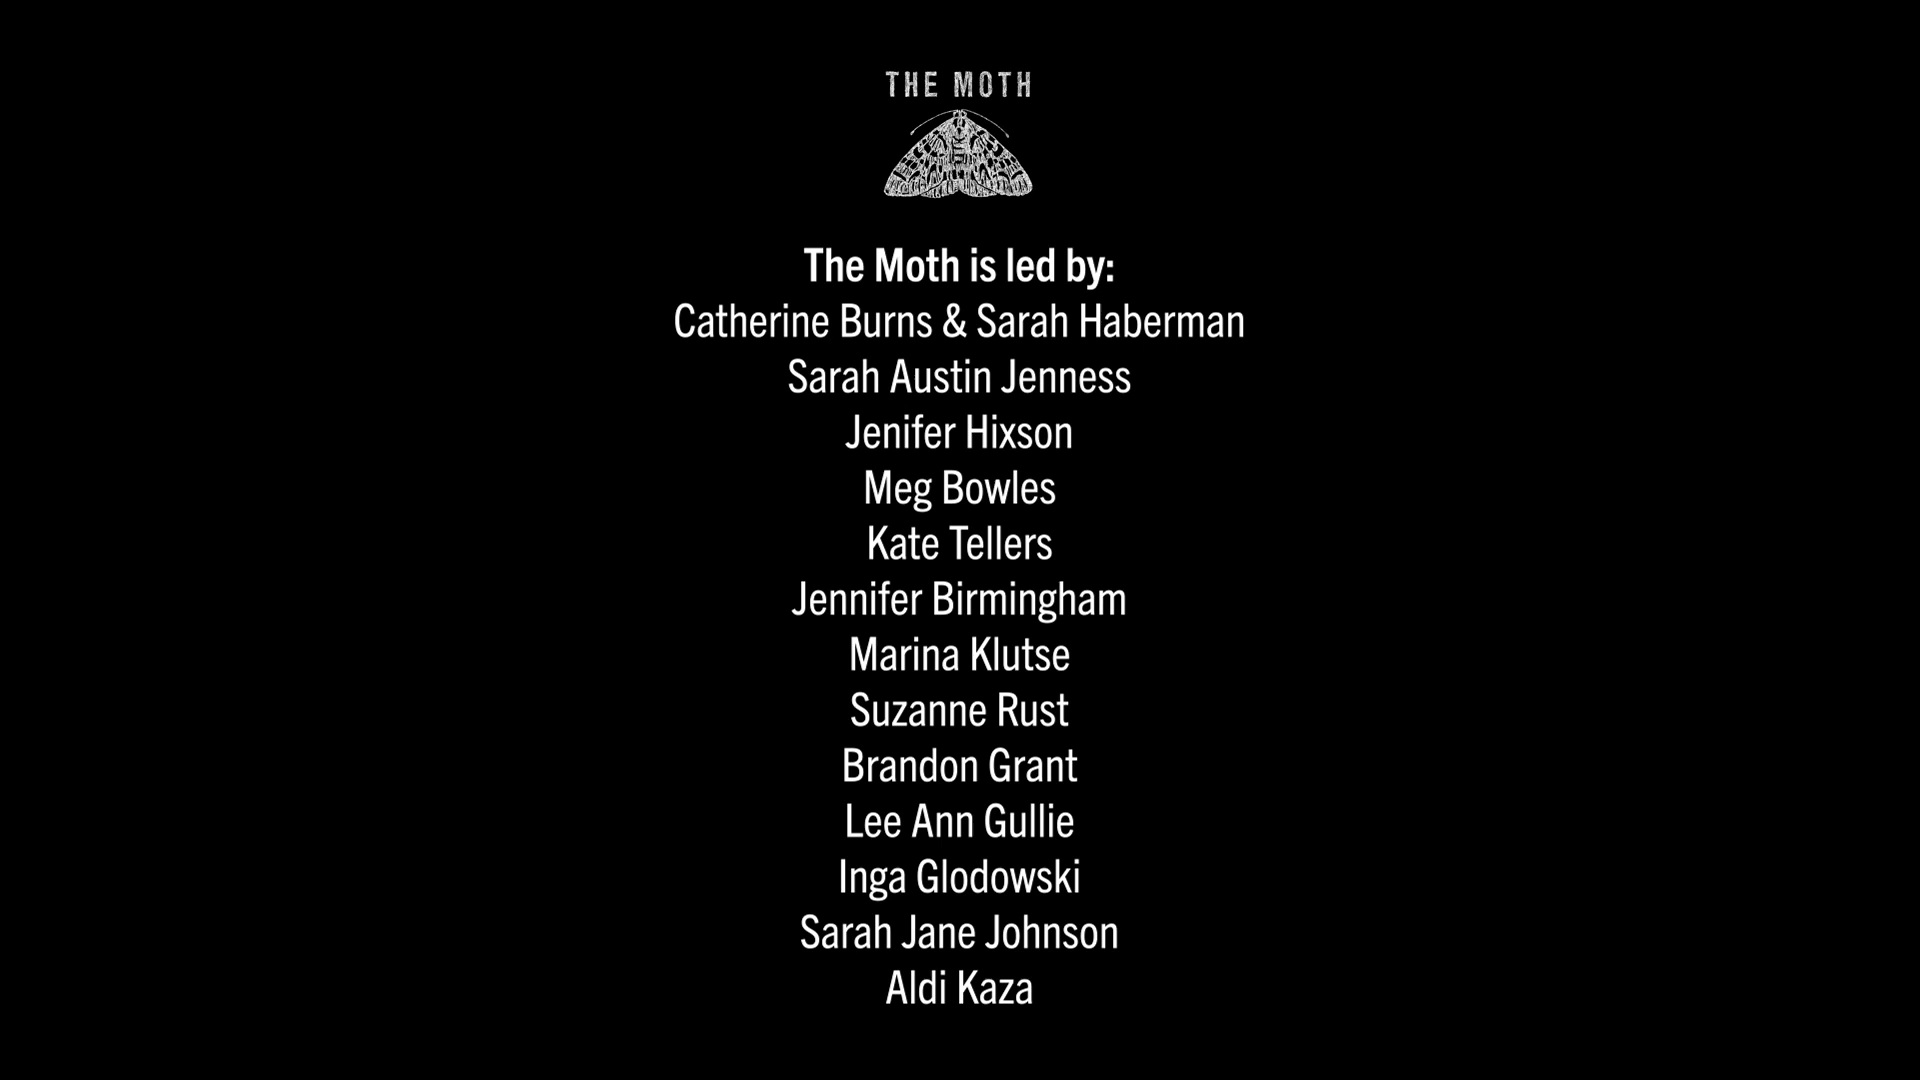 THE MOTH
The Moth is led by:
Catherine Burns & Sarah Haberman
Sarah Austin Jenness
Jenifer Hixson
Meg Bowles
Kate Tellers
Jennifer Birmingham
Marina Klutse
Suzanne Rust
Brandon Grant
Lee Ann Gullie
Inga Glodowski
Sarah Jane Johnson
Aldi Kaza